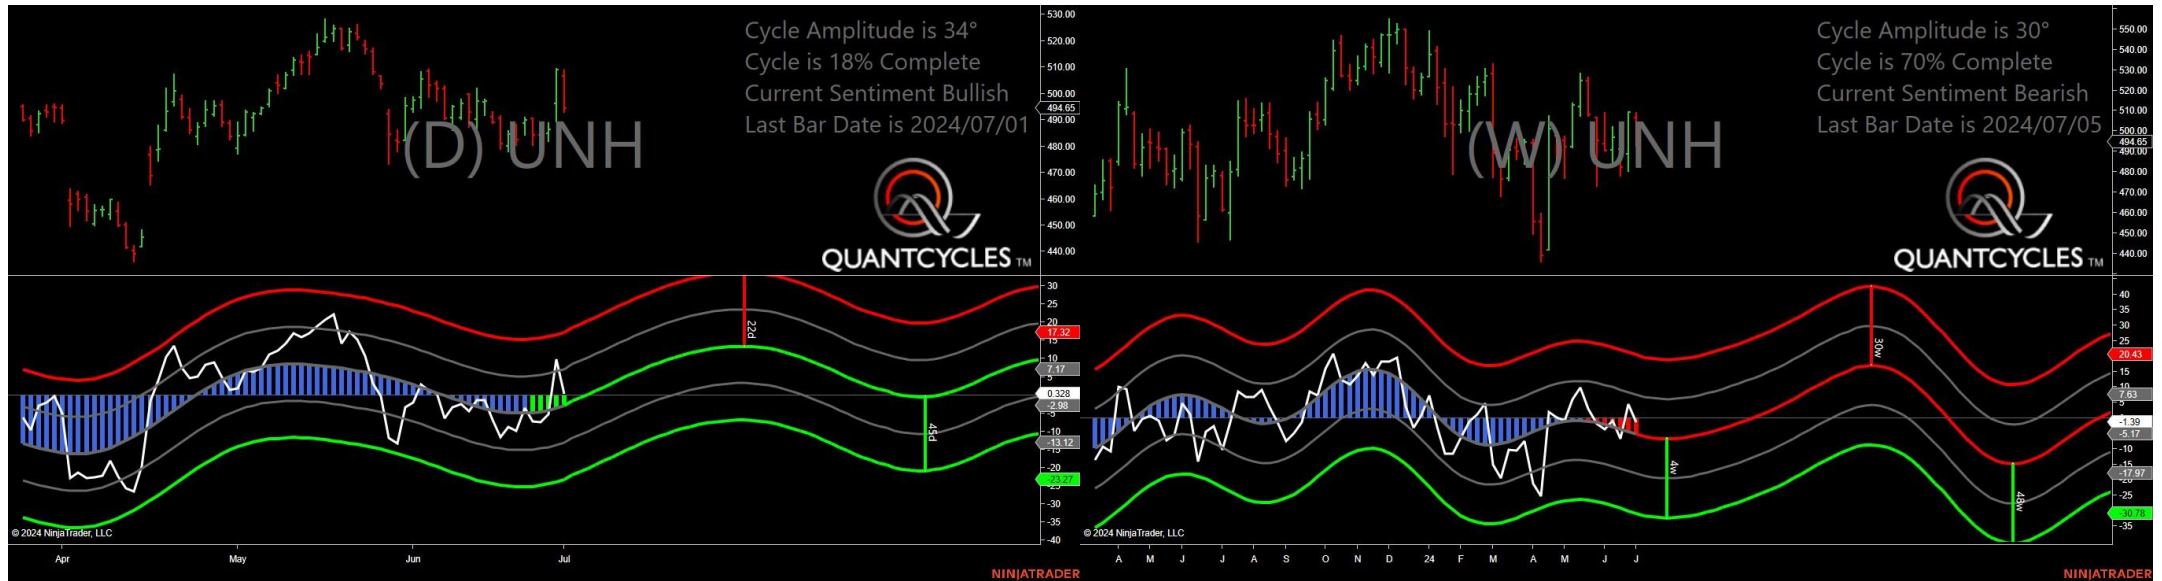 Cycle Amplitude is 34°
Cycle is 18% Complete
Current Sentiment Bullish
Last Bar Date is 2024/07/01
(D) UNH
QUANTCYCLES TM
530.00
520.00
510.00
500.00
494.65
490.00
480.00
470.00
460.00
450.00
440.00
22d
45d
30
25
20
17.32
15
10
7.17
5
0.328
-2.98
-5
-10
-13.12
-15
-20
-23.27
-30
-35
-40
© 2024 NinjaTrader, LLC
Apr May Jun Jul
NINJATRADER
Cycle Amplitude is 30°
Cycle is 70% Complete
Current Sentiment Bearish
Last Bar Date is 2024/07/05
(W) UNH
QUANTCYCLES TM
550.00
540.00
530.00
520.00
510.00
500.00
494.65
490.00
480.00
470.00
460.00
450.00
440.00
4w
30w
48w
40
35
30
25
20.43
15
10
7.63
5
-1.39
-5.17
-10
-15
-17.97
-25
-30.78
-35
© 2024 NinjaTrader, LLC
A M J J A S O N D 24 F M A M J J
NINJATRADER